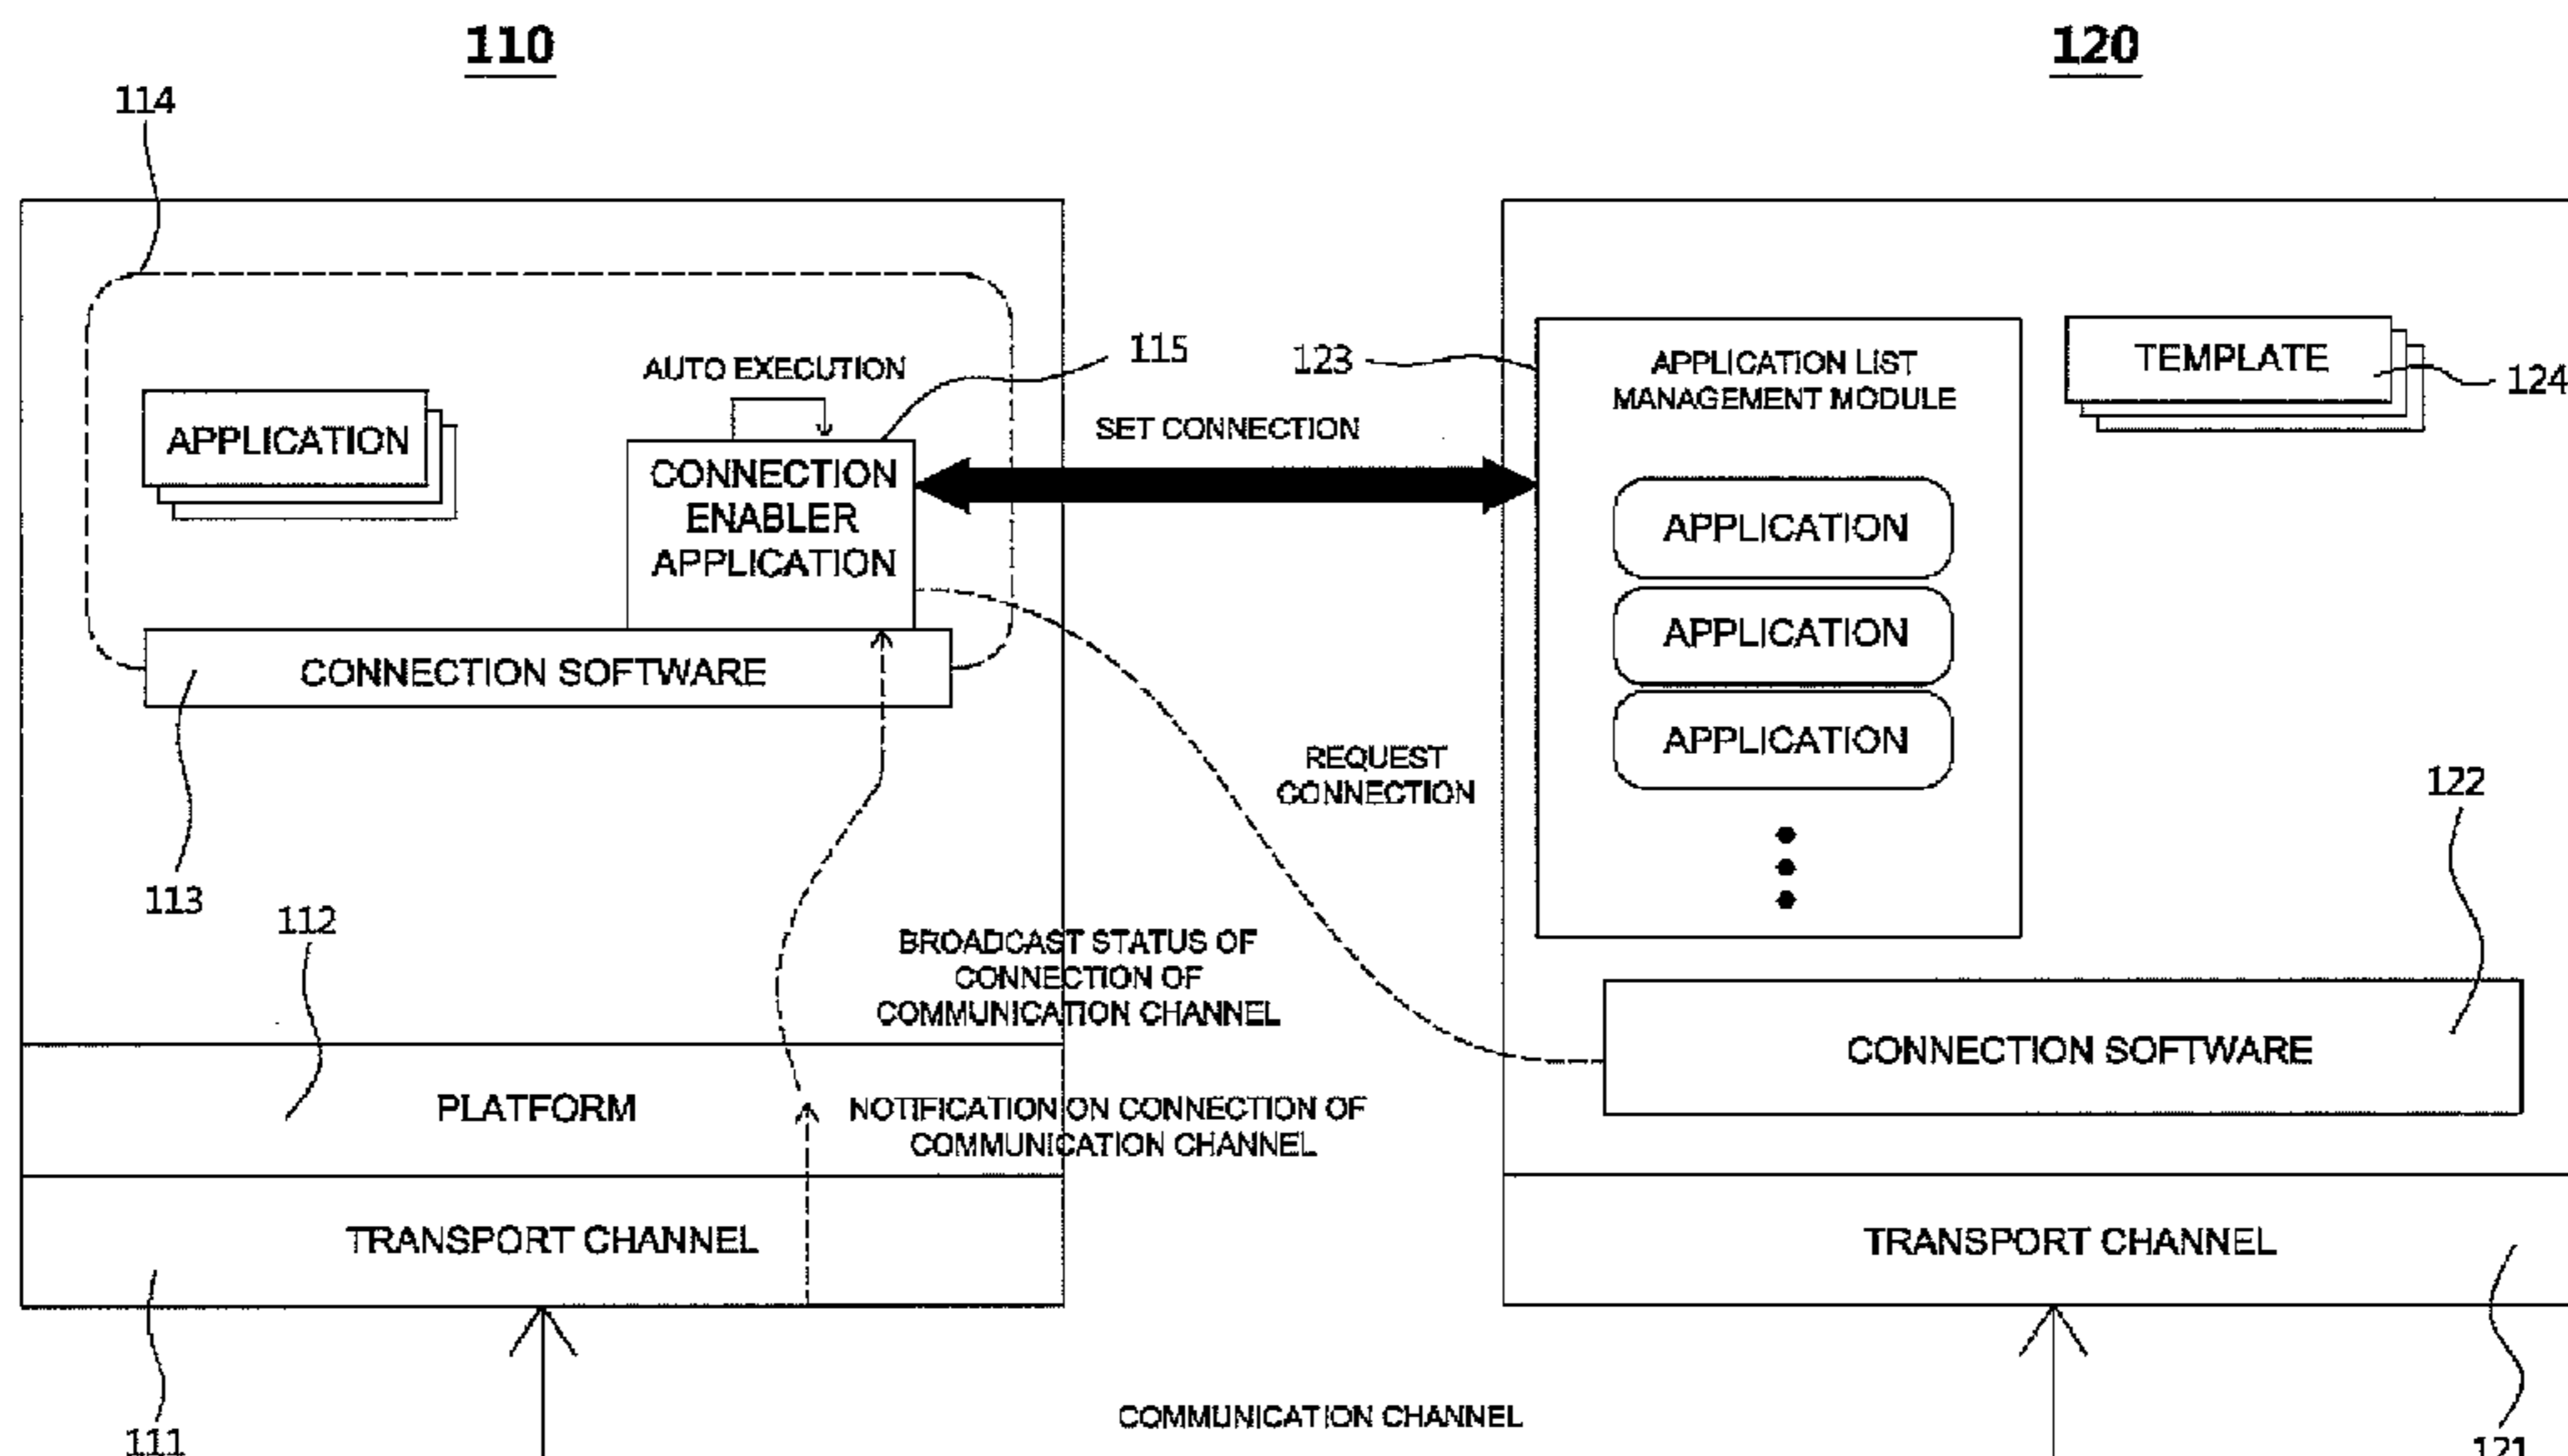 110
120
114
AUTO EXECUTION
115
123
APPLICATION LIST
MANAGEMENT MODULE
TEMPLATE
124
APPLICATION
SET CONNECTION
CONNECTION
ENABLER
APPLICATION
APPLICATION
APPLICATION
APPLICATION
CONNECTION SOFTWARE
REQUEST
CONNECTION
122
113
112
BROADCAST STATUS OF
CONNECTION OF
COMMUNICATION CHANNEL
CONNECTION SOFTWARE
PLATFORM
NOTIFICATION ON CONNECTION OF
COMMUNICATION CHANNEL
TRANSPORT CHANNEL
TRANSPORT CHANNEL
COMMUNICATION CHANNEL
111
121